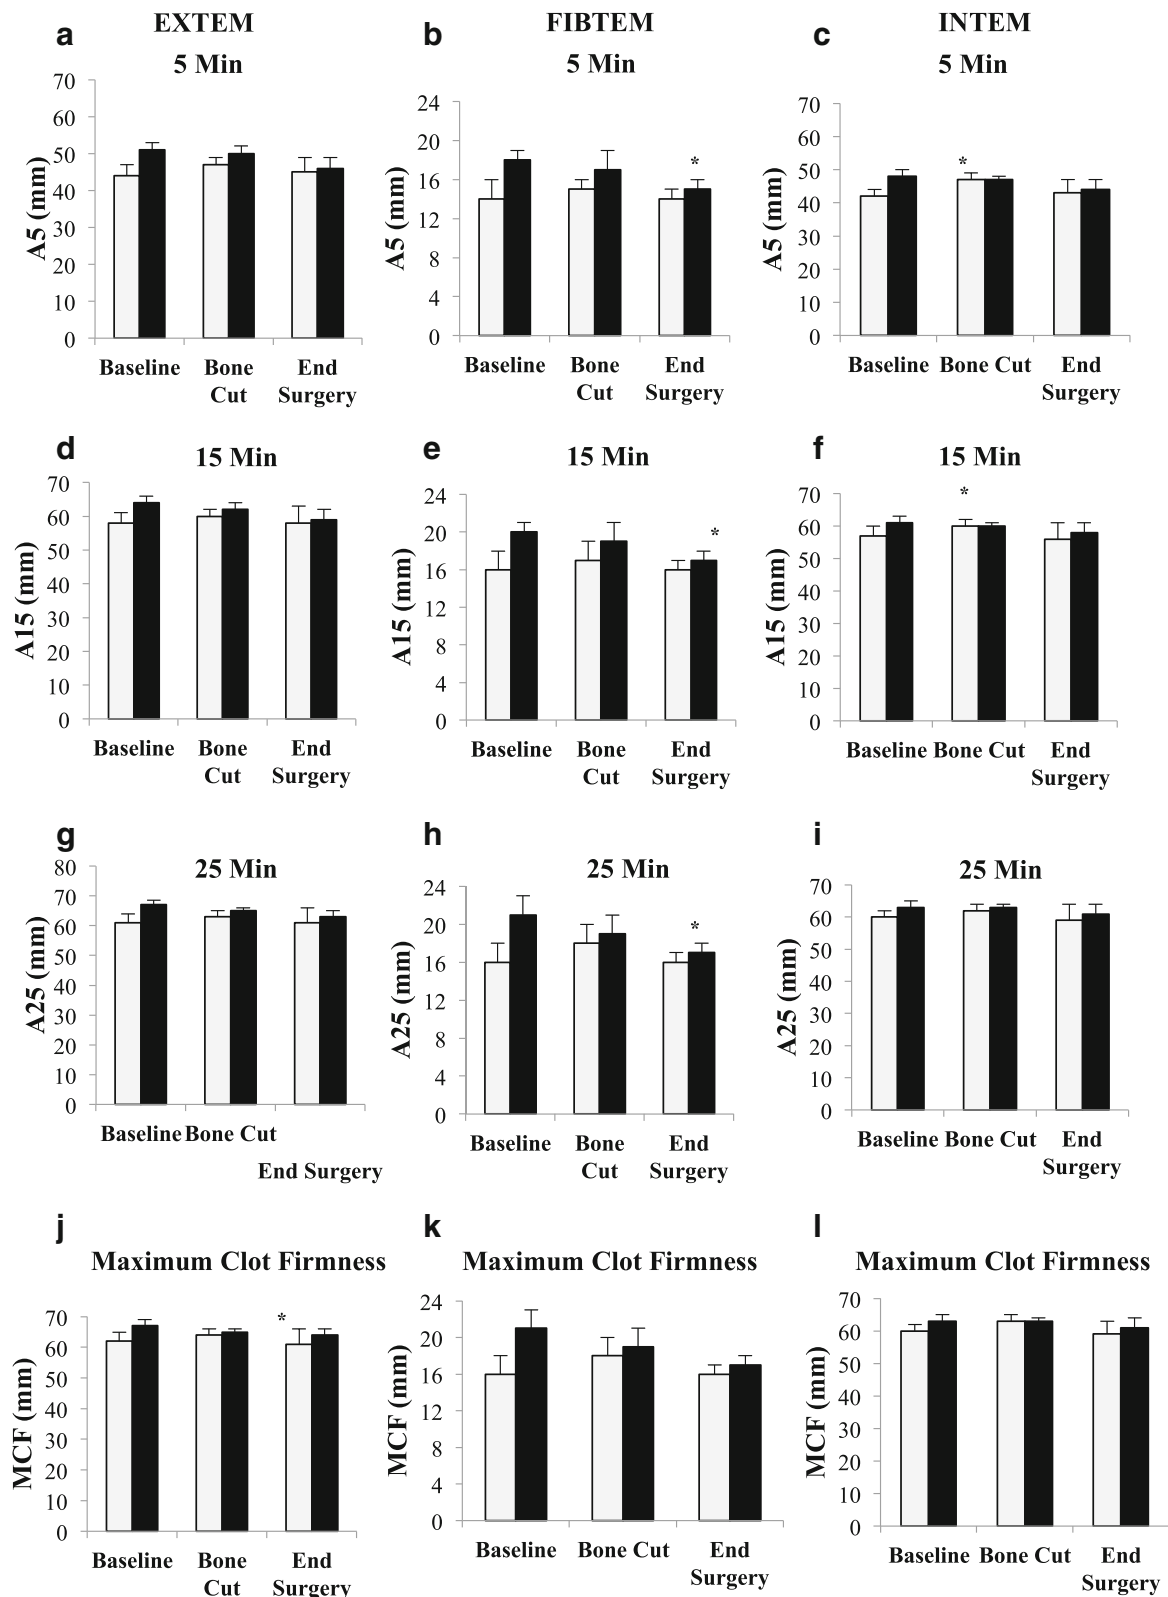 a
EXTEM
5 Min
70
60
50
40
30
20
10
0
A5 (mm)
*
Baseline
Bone
Cut
End
Surgery
b
FIBTEM
5 Min
24
20
16
12
8
4
0
A5 (mm)
*
Baseline
Bone
Cut
End
Surgery
c
INTEM
5 Min
70
60
50
40
30
20
10
0
A5 (mm)
*
Baseline
Bone Cut
End
Surgery
d
15 Min
70
60
50
40
30
20
10
0
A15 (mm)
Baseline
Bone
Cut
End
Surgery
e
15 Min
24
20
16
12
8
4
0
A15 (mm)
*
Baseline
Bone
Cut
End
Surgery
f
15 Min
70
60
50
40
30
20
10
0
A15 (mm)
*
Baseline
Bone Cut
End
Surgery
g
25 Min
80
70
60
50
40
30
20
10
0
A25 (mm)
Baseline
Bone Cut
End Surgery
h
25 Min
24
20
16
12
8
4
0
A25 (mm)
*
Baseline
Bone
Cut
End
Surgery
i
25 Min
70
60
50
40
30
20
10
0
A25 (mm)
Baseline
Bone Cut
End
Surgery
j
Maximum Clot Firmness
70
60
50
40
30
20
10
0
MCF (mm)
*
Baseline
Bone
Cut
End
Surgery
k
Maximum Clot Firmness
24
20
16
12
8
4
0
MCF (mm)
Baseline
Bone Cut
End
Surgery
l
Maximum Clot Firmness
70
60
50
40
30
20
10
0
MCF (mm)
Baseline
Bone Cut
End
Surgery